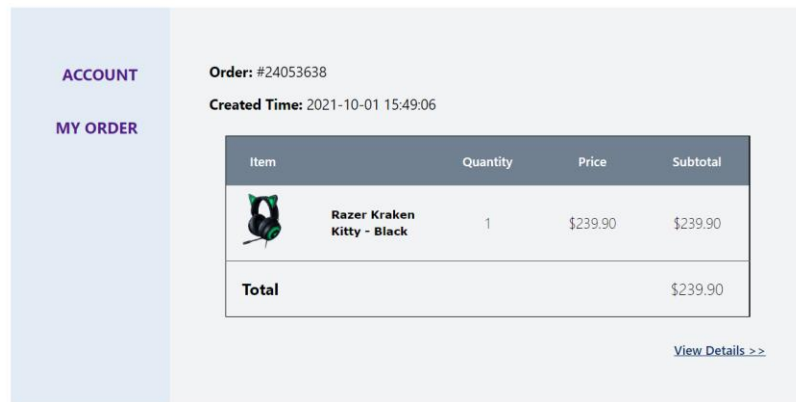 ACCOUNT
MY ORDER
Order: #24053638
Created Time: 2021-10-01 15:49:06
Item Quantity Price Subtotal
Razer Kraken
Kitty - Black
1 $239.90 $239.90
Total $239.90
View Details >>